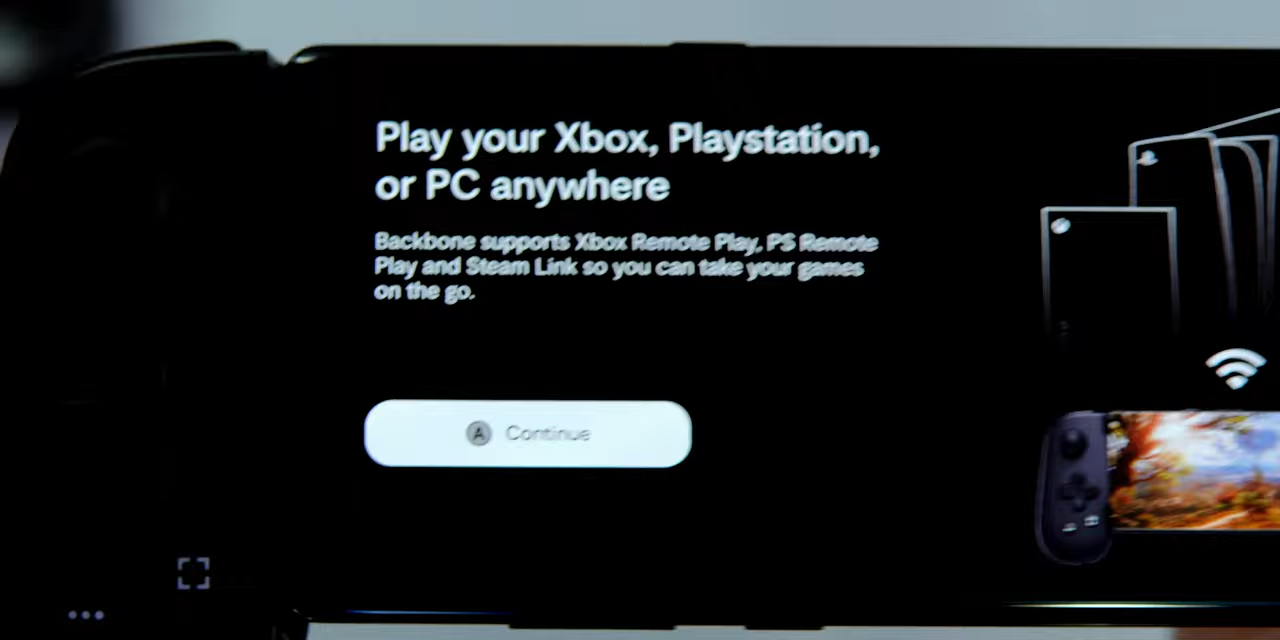 Play your Xbox, Playstation,
or PC anywhere
Backbone supports Xbox Remote Play, PS Remote
Play and Steam Link so you can take your games
on the go.
A Continue